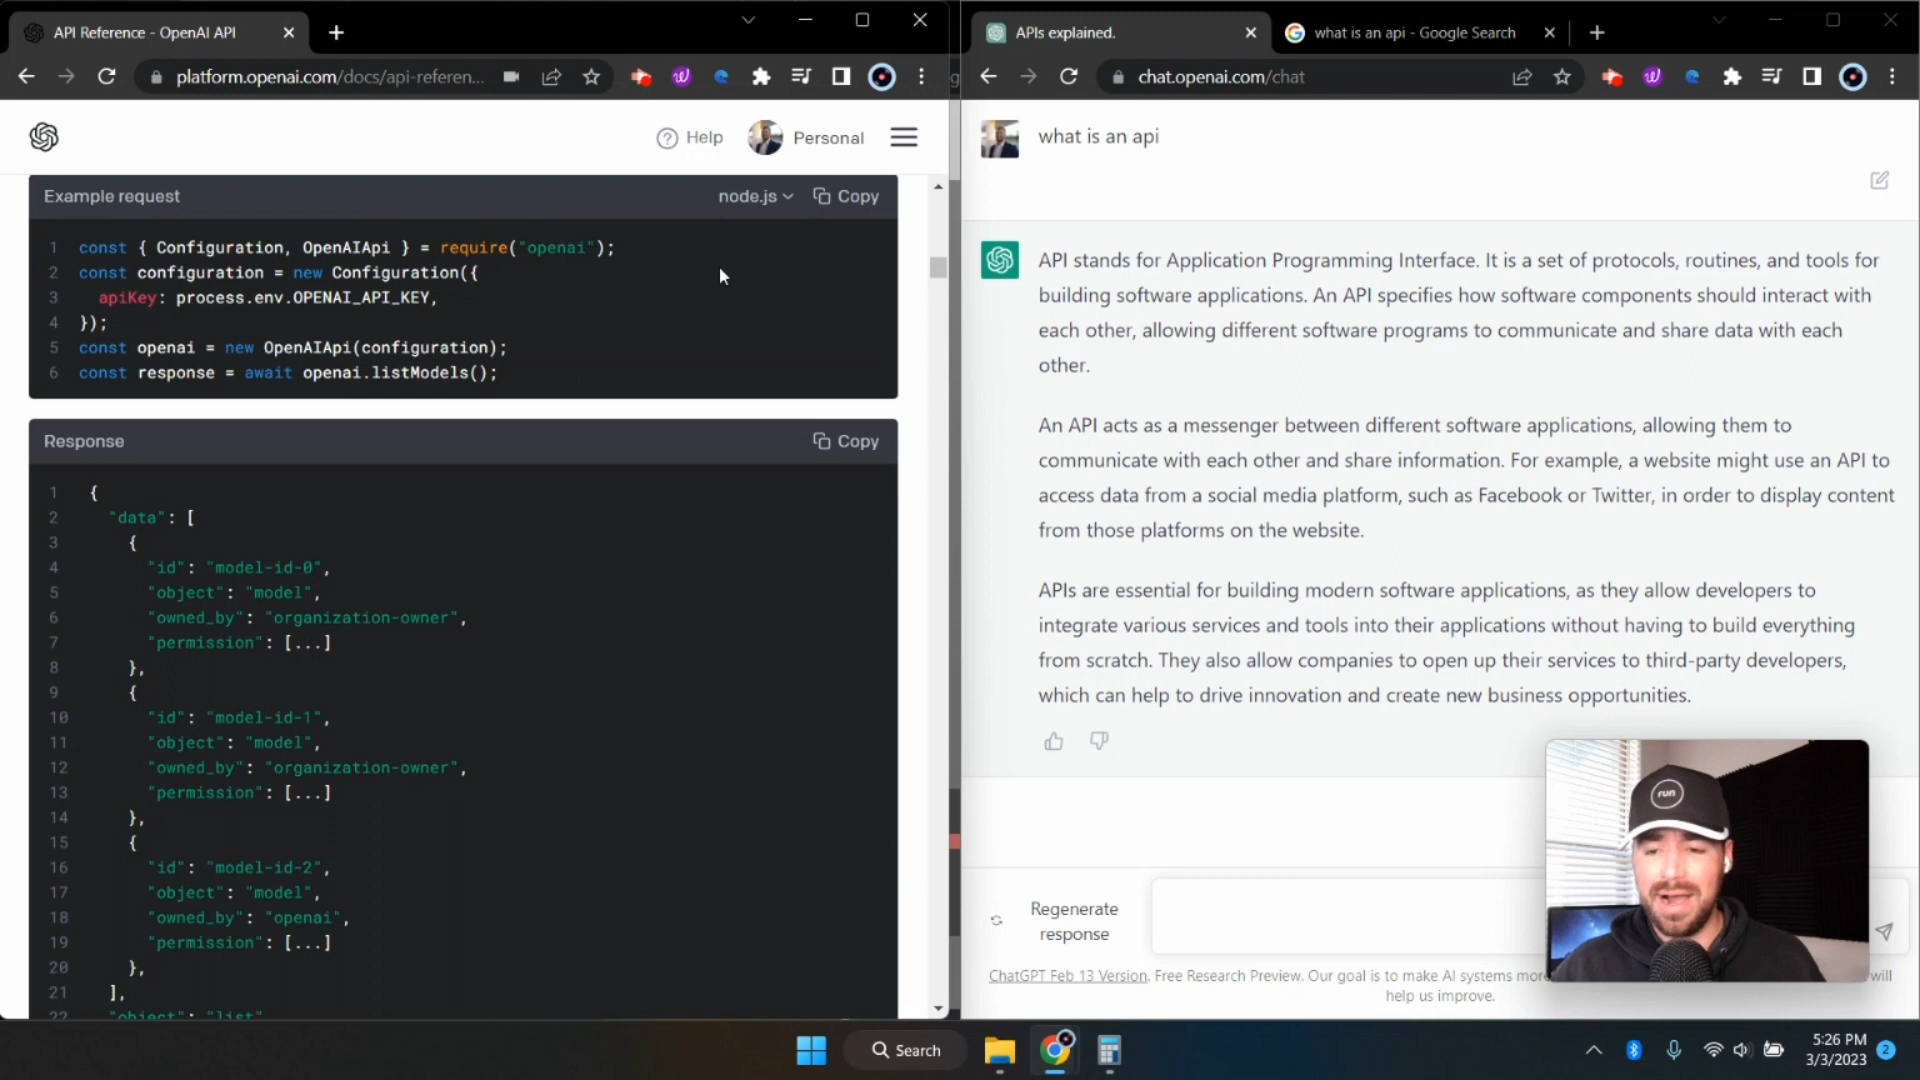 API Reference - OpenAI API
platform.openai.com/docs/api-referen...
Help
Personal
Example request
node.js
Copy
1 const { Configuration, OpenAIApi } = require("openai");
2 const configuration = new Configuration({
3 apiKey: process.env.OPENAI_API_KEY,
4 });
5 const openai = new OpenAIApi(configuration);
6 const response = await openai.listModels();
Response
Copy
1 {
2 "data": [
3 {
4 "id": "model-id-0",
5 "object": "model",
6 "owned_by": "organization-owner",
7 "permission": [...]
8 },
9 {
10 "id": "model-id-1",
11 "object": "model",
12 "owned_by": "organization-owner",
13 "permission": [...]
14 },
15 {
16 "id": "model-id-2",
17 "object": "model",
18 "owned_by": "openai",
19 "permission": [...]
20 },
21 ],
22 "object": "list"
APIs explained.
what is an api - Google Search
chat.openai.com/chat
what is an api
API stands for Application Programming Interface. It is a set of protocols, routines, and tools for
building software applications. An API specifies how software components should interact with
each other, allowing different software programs to communicate and share data with each
other.
An API acts as a messenger between different software applications, allowing them to
communicate with each other and share information. For example, a website might use an API to
access data from a social media platform, such as Facebook or Twitter, in order to display content
from those platforms on the website.
APIs are essential for building modern software applications, as they allow developers to
integrate various services and tools into their applications without having to build everything
from scratch. They also allow companies to open up their services to third-party developers,
which can help to drive innovation and create new business opportunities.
run
Regenerate
response
ChatGPT Feb 13 Version. Free Research Preview. Our goal is to make AI systems more
will
help us improve.
Search
5:26 PM
3/3/2023
2